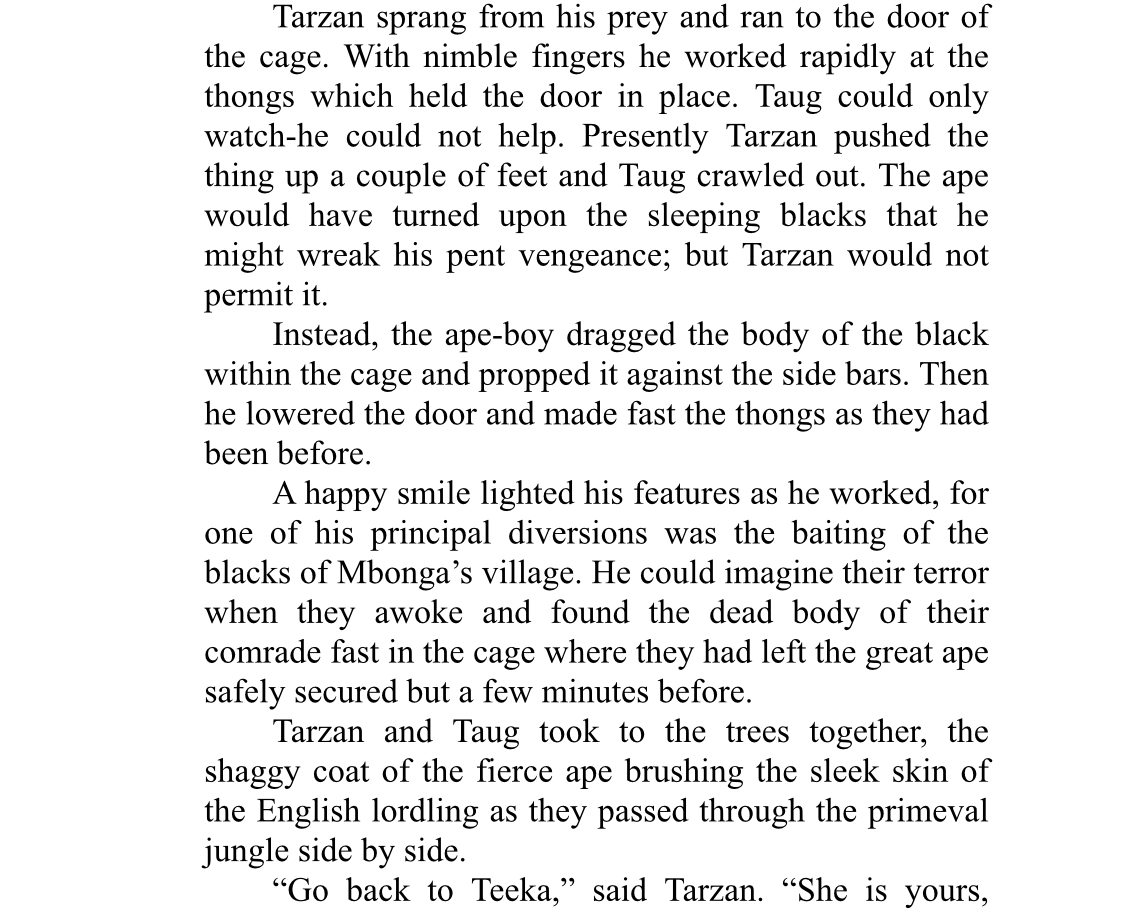 Tarzan sprang from his prey and ran to the door of
the cage. With nimble fingers he worked rapidly at the
thongs which held the door in place. Taug could only
watch-he could not help. Presently Tarzan pushed the
thing up a couple of feet and Taug crawled out. The ape
would have turned upon the sleeping blacks that he
might wreak his pent vengeance; but Tarzan would not
permit it.
Instead, the ape-boy dragged the body of the black
within the cage and propped it against the side bars. Then
he lowered the door and made fast the thongs as they had
been before.
A happy smile lighted his features as he worked, for
one of his principal diversions was the baiting of the
blacks of Mbonga’s village. He could imagine their terror
when they awoke and found the dead body of their
comrade fast in the cage where they had left the great ape
safely secured but a few minutes before.
Tarzan and Taug took to the trees together, the
shaggy coat of the fierce ape brushing the sleek skin of
the English lordling as they passed through the primeval
jungle side by side.
“Go back to Teeka,” said Tarzan. “She is yours,